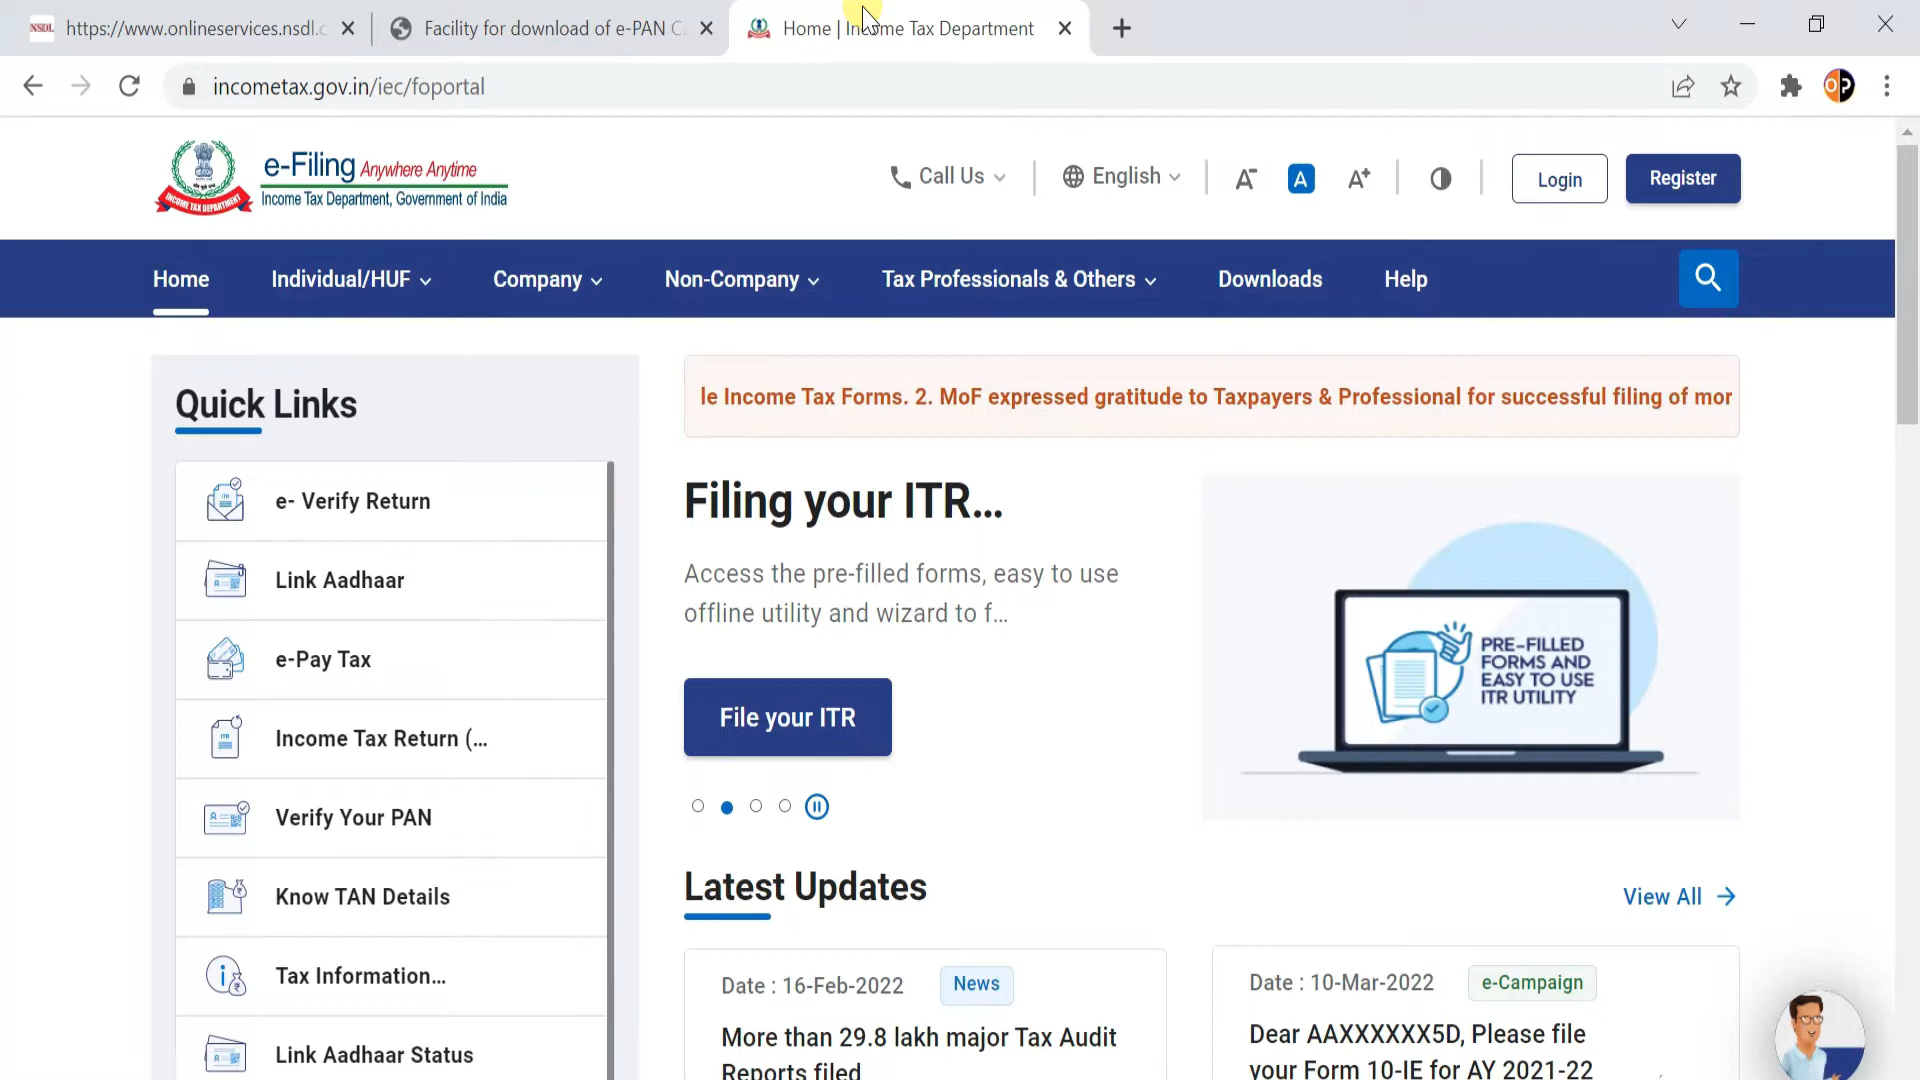 NSDL https://www.onlineservices.nsdl.c
Facility for download of e-PAN C
Home | Income Tax Department
incometax.gov.in/iec/foportal
OP
INCOME TAX DEPARTMENT
e-Filing Anywhere Anytime
Income Tax Department, Government of India
Call Us
English
A- A A+
Login
Register
Home
Individual/HUF
Company
Non-Company
Tax Professionals & Others
Downloads
Help
Quick Links
e- Verify Return
Link Aadhaar
e-Pay Tax
Income Tax Return (...
Verify Your PAN
Know TAN Details
Tax Information...
Link Aadhaar Status
le Income Tax Forms. 2. MoF expressed gratitude to Taxpayers & Professional for successful filing of mor
Filing your ITR...
Access the pre-filled forms, easy to use
offline utility and wizard to f...
File your ITR
PRE-FILLED
FORMS AND
EASY TO USE
ITR UTILITY
Latest Updates
View All
Date : 16-Feb-2022
News
More than 29.8 lakh major Tax Audit
Reports filed
Date : 10-Mar-2022
e-Campaign
Dear AAXXXXXX5D, Please file
your Form 10-IE for AY 2021-22